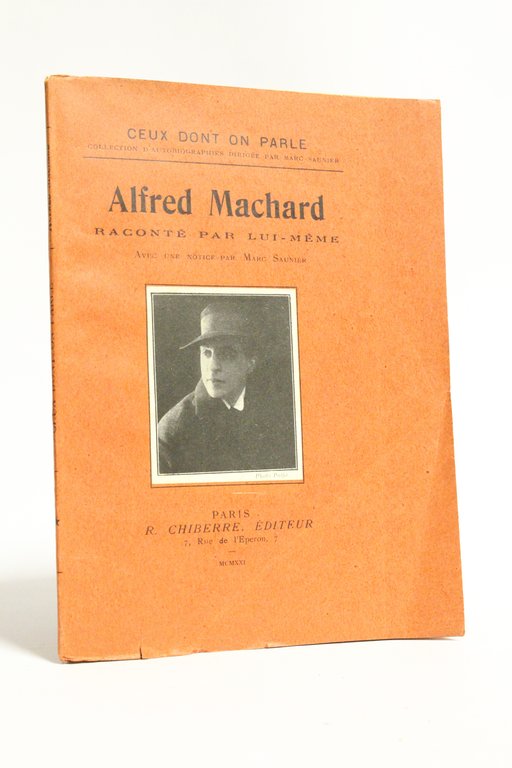 CEUX DONT ON PARLE
COLLECTION D'AUTOBIOGRAPHIES DIRIGÉE PAR MARC SAUNIER
Alfred Machard
RACONTÉ PAR LUI-MÊME
AVEC UNE NOTICE PAR MARC SAUNIER
Photo
PARIS
R. CHIBERRE, ÉDITEUR
7, Rue de l'Eperon, 7
MCMXXI